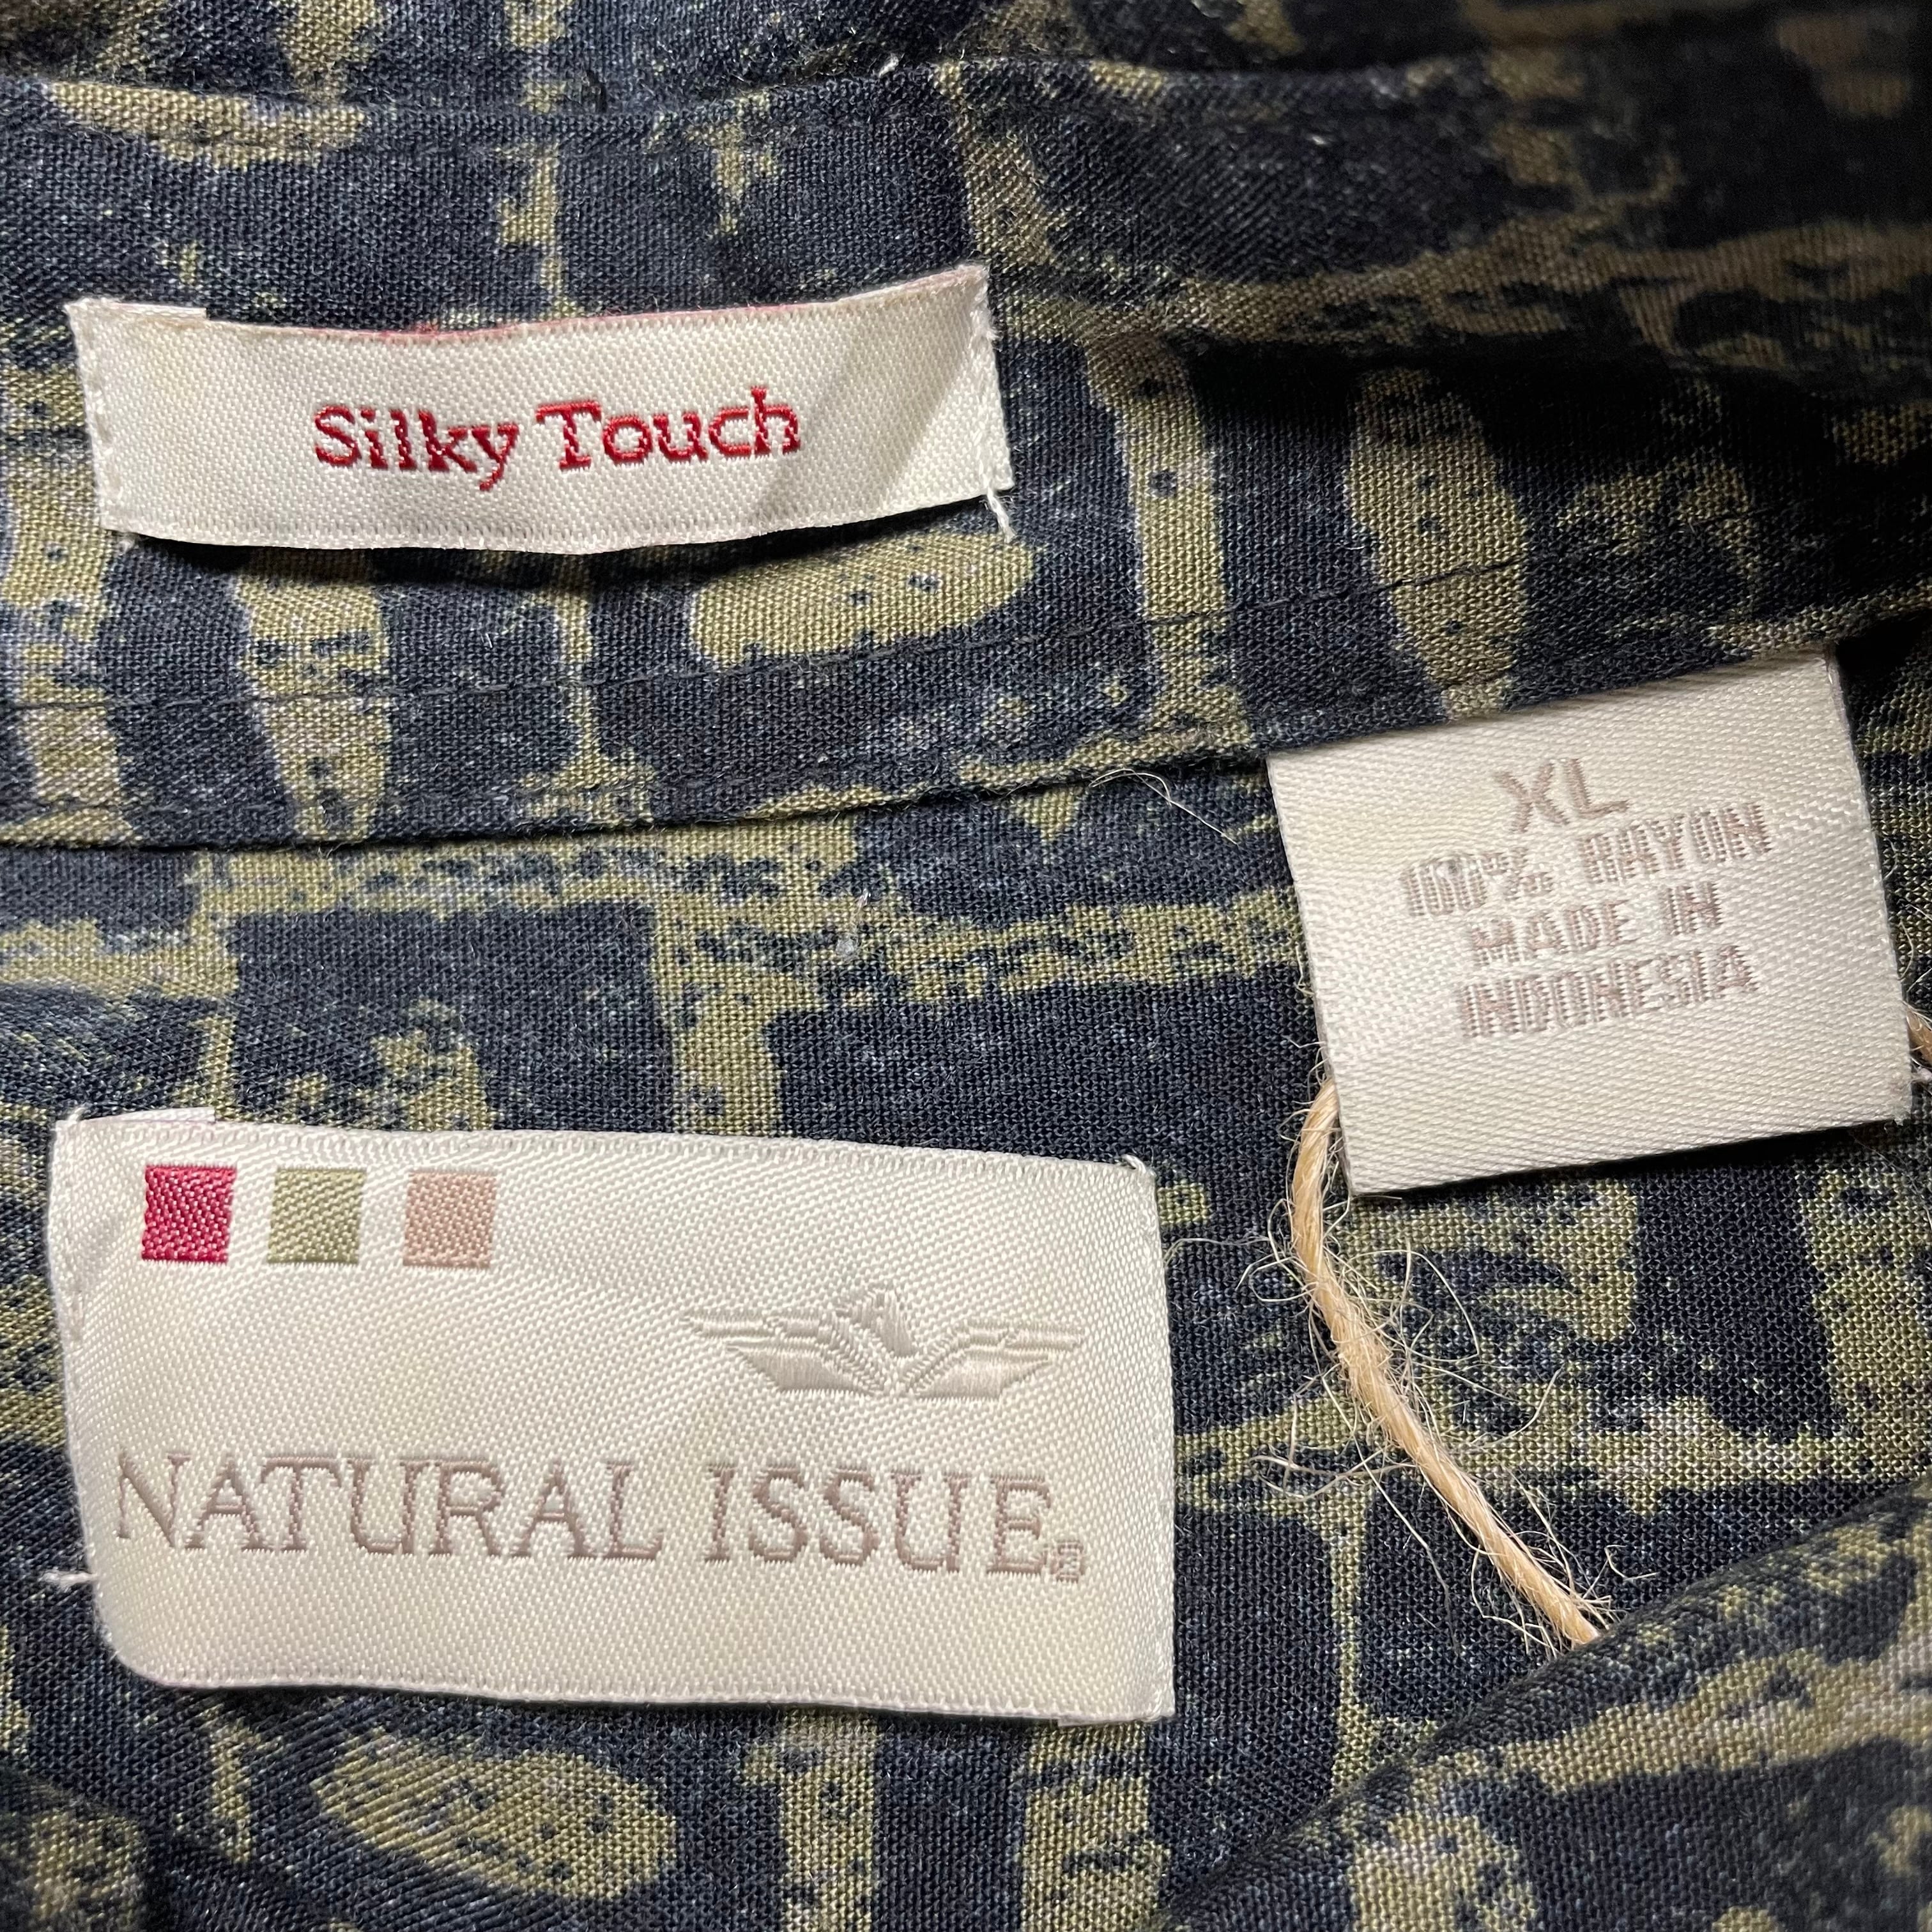 Silky Touch
XL
100% RAYON
MADE IN
INDONESIA
NATURAL ISSUE®